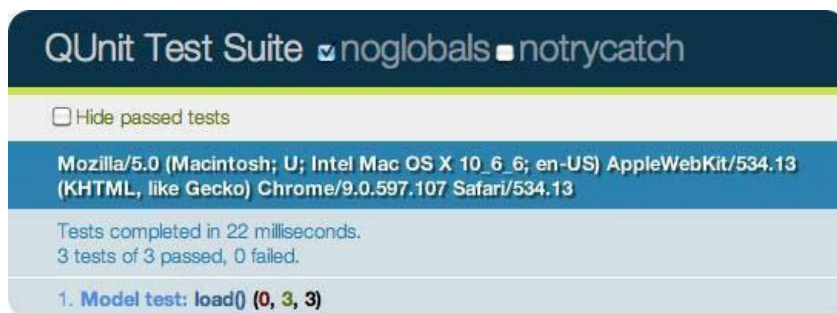 QUnit Test Suite noglobals notrycatch
Hide passed tests
Mozilla/5.0 (Macintosh; U; Intel Mac OS X 10_6_6; en-US) AppleWebKit/534.13
(KHTML, like Gecko) Chrome/9.0.597.107 Safari/534.13
Tests completed in 22 milliseconds.
3 tests of 3 passed, 0 failed.
1. Model test: load() (0, 3, 3)